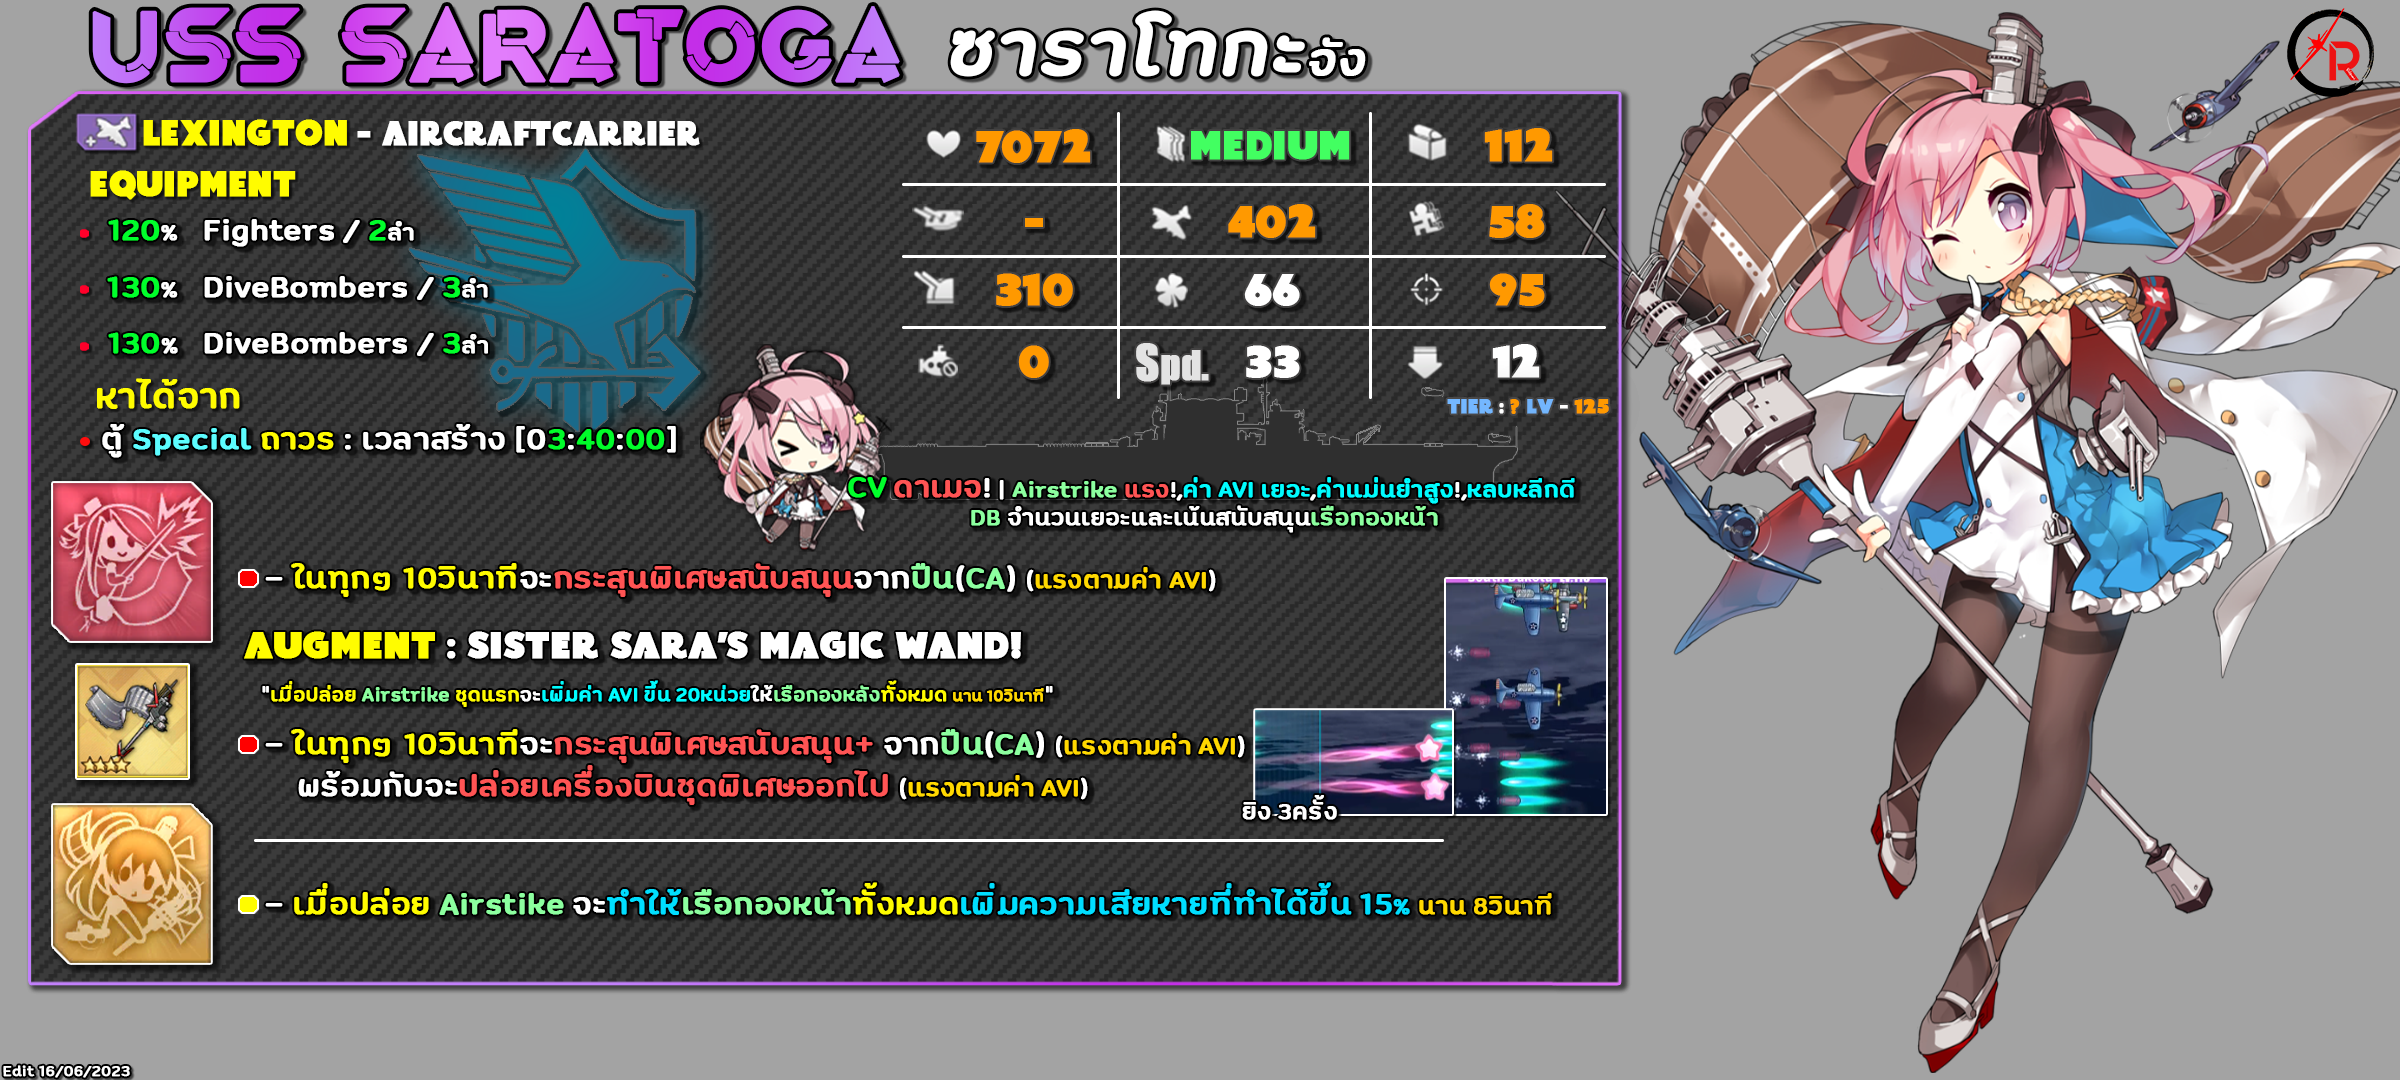 USS SARATOGA ซาราโทกะจัง
LEXINGTON - AIRCRAFTCARRIER
EQUIPMENT
• 120% Fighters / 2ลำ
• 130% DiveBombers / 3ลำ
• 130% DiveBombers / 3ลำ
หาได้จาก
• ตู้ Special ถาวร : เวลาสร้าง [03:40:00]
7072 MEDIUM 112
- 402 58
310 66 95
0 Spd. 33 12
TIER : ? LV - 125
CV ดาเมจ! | Airstrike แรง!,ค่า AVI เยอะ,ค่าแม่นยำสูง!,หลบหลีกดี
DB จำนวนเยอะและเน้นสนับสนุนเรือกองหน้า
– ในทุกๆ 10วินาทีจะกระสุนพิเศษสนับสนุนจากปืน(CA) (แรงตามค่า AVI)
AUGMENT : SISTER SARA'S MAGIC WAND!
"เมื่อปล่อย Airstrike ชุดแรกจะเพิ่มค่า AVI ขึ้น 20หน่วยให้เรือกองหลังทั้งหมด นาน 10วินาที"
– ในทุกๆ 10วินาทีจะกระสุนพิเศษสนับสนุน+ จากปืน(CA) (แรงตามค่า AVI)
พร้อมกับจะปล่อยเครื่องบินชุดพิเศษออกไป (แรงตามค่า AVI)
ยิง 3ครั้ง
– เมื่อปล่อย Airstike จะทำให้เรือกองหน้าทั้งหมดเพิ่มความเสียหายที่ทำได้ขึ้น 15% นาน 8วินาที
R
Edit 16/06/2023